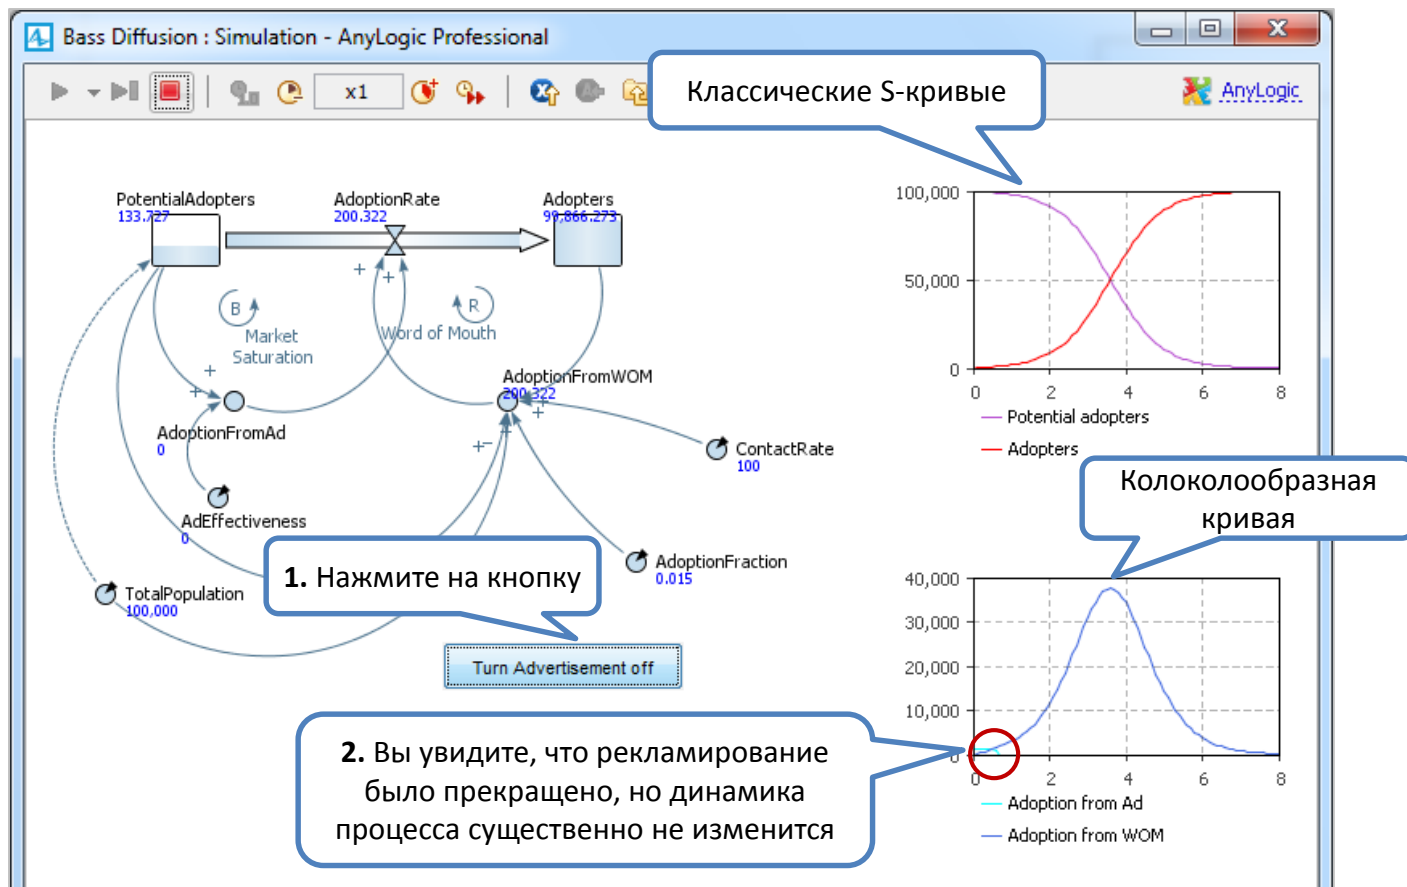 Bass Diffusion : Simulation - AnyLogic Professional
x1
AnyLogic
Классические S-кривые
PotentialAdopters
133.727
AdoptionRate
200.322
Adopters
99,866.273
+
+
B
Market
Saturation
R
Word of Mouth
+
+
AdoptionFromAd
0
AdoptionFromWOM
200.322
+
+
+
+
−
ContactRate
100
AdEffectiveness
0
AdoptionFraction
0.015
TotalPopulation
100,000
1. Нажмите на кнопку
Turn Advertisement off
2. Вы увидите, что рекламирование
было прекращено, но динамика
процесса существенно не изменится
100,000
50,000
0
0 2 4 6 8
Potential adopters
Adopters
Колоколообразная
кривая
40,000
30,000
20,000
10,000
0
0 2 4 6 8
Adoption from Ad
Adoption from WOM